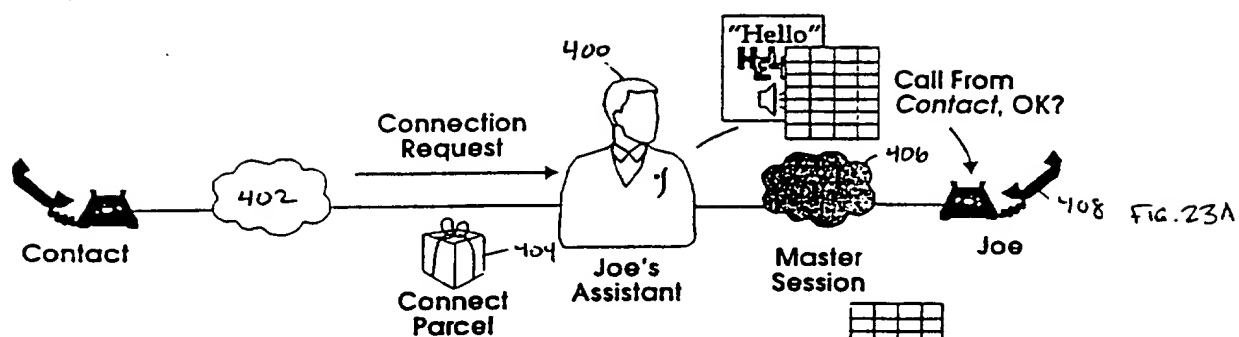 "Hello"
400
Call From
Contact, OK?
Connection
Request
406
402
408
FIG. 23A
Contact
404
Joe's
Assistant
Master
Session
Joe
Connect
Parcel